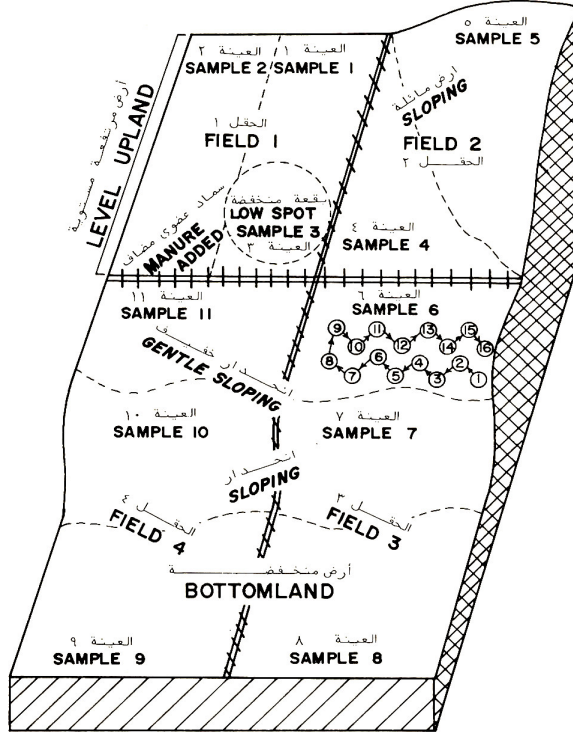 العينة ٥
SAMPLE 5
العينة ٢
SAMPLE 2
العينة ١
SAMPLE 1
أرض مرتفعة مستوية
LEVEL UPLAND
الحقل ١
FIELD 1
أرض مائلة
SLOPING
FIELD 2
الحقل ٢
بقعة منخفضة
LOW SPOT
SAMPLE 3
العينة ٣
سماد عضوي مضاف
MANURE ADDED
العينة ٤
SAMPLE 4
العينة ١١
SAMPLE 11
العينة ٦
SAMPLE 6
9 11 13 15
10 12 14 16
8 6 4 2
7 5 3 1
انحدار خفيف
GENTLE SLOPING
العينة ١٠
SAMPLE 10
العينة ٧
SAMPLE 7
انحدار
SLOPING
الحقل ٤
FIELD 4
الحقل ٣
FIELD 3
أرض منخفضة
BOTTOMLAND
العينة ٩
SAMPLE 9
العينة ٨
SAMPLE 8